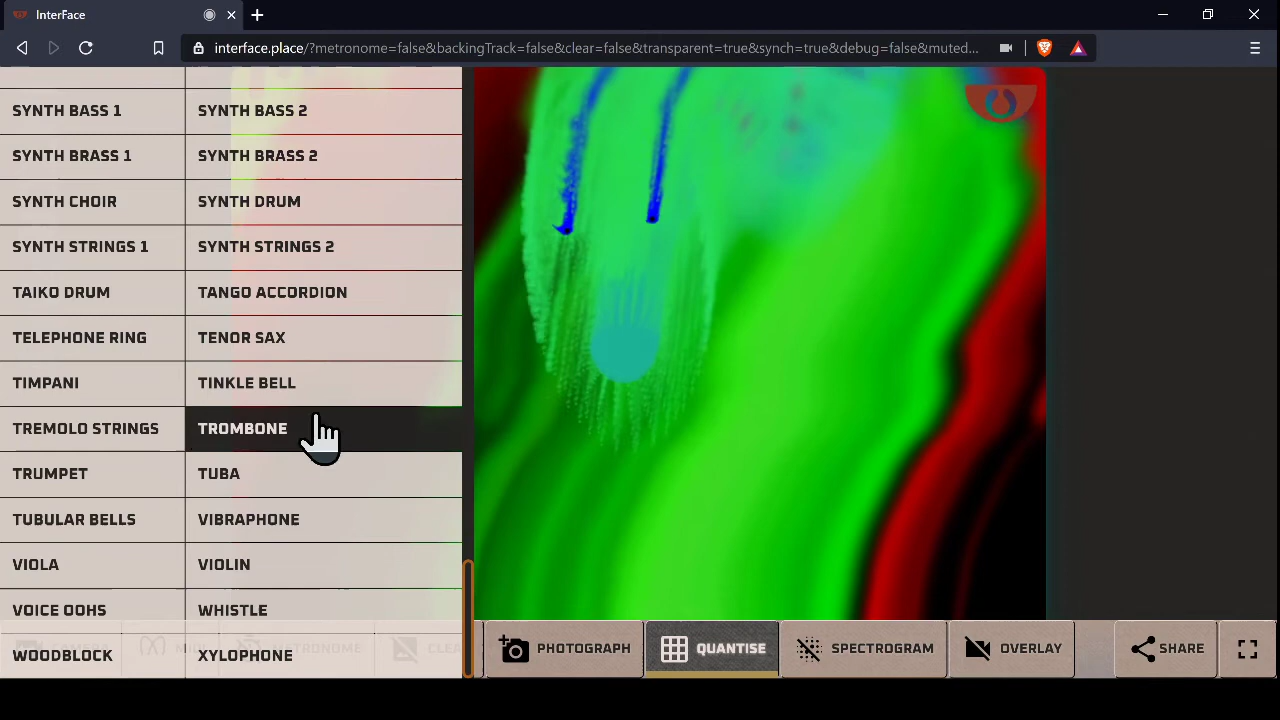 InterFace
interface.place/?metronome=false&backingTrack=false&clear=false&transparent=true&synch=true&debug=false&muted...
SYNTH BASS 1 SYNTH BASS 2
SYNTH BRASS 1 SYNTH BRASS 2
SYNTH CHOIR SYNTH DRUM
SYNTH STRINGS 1 SYNTH STRINGS 2
TAIKO DRUM TANGO ACCORDION
TELEPHONE RING TENOR SAX
TIMPANI TINKLE BELL
TREMOLO STRINGS TROMBONE
TRUMPET TUBA
TUBULAR BELLS VIBRAPHONE
VIOLA VIOLIN
VOICE OOHS WHISTLE
WOODBLOCK XYLOPHONE
PHOTOGRAPH QUANTISE SPECTROGRAM OVERLAY SHARE